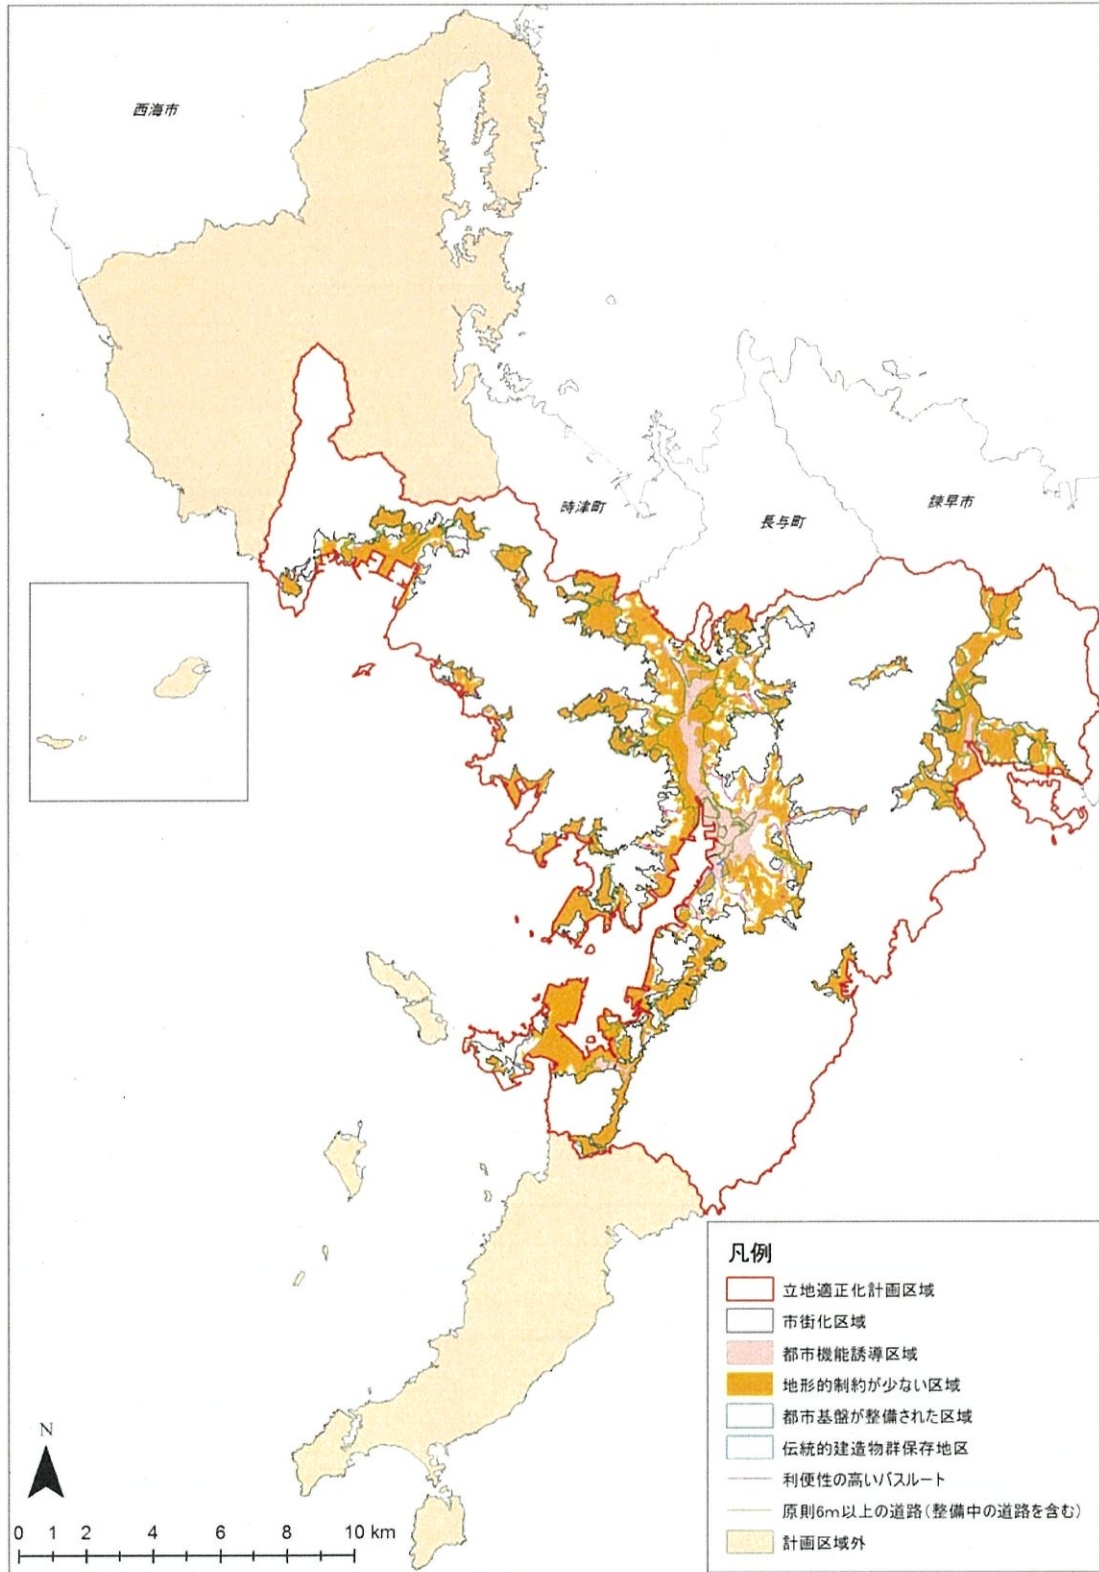 西海市
時津町
長与町
諫早市
凡例
立地適正化計画区域
市街化区域
都市機能誘導区域
地形的制約が少ない区域
都市基盤が整備された区域
伝統的建造物群保存地区
利便性の高いバスルート
原則6m以上の道路(整備中の道路を含む)
計画区域外
N
0 1 2 4 6 8 10 km